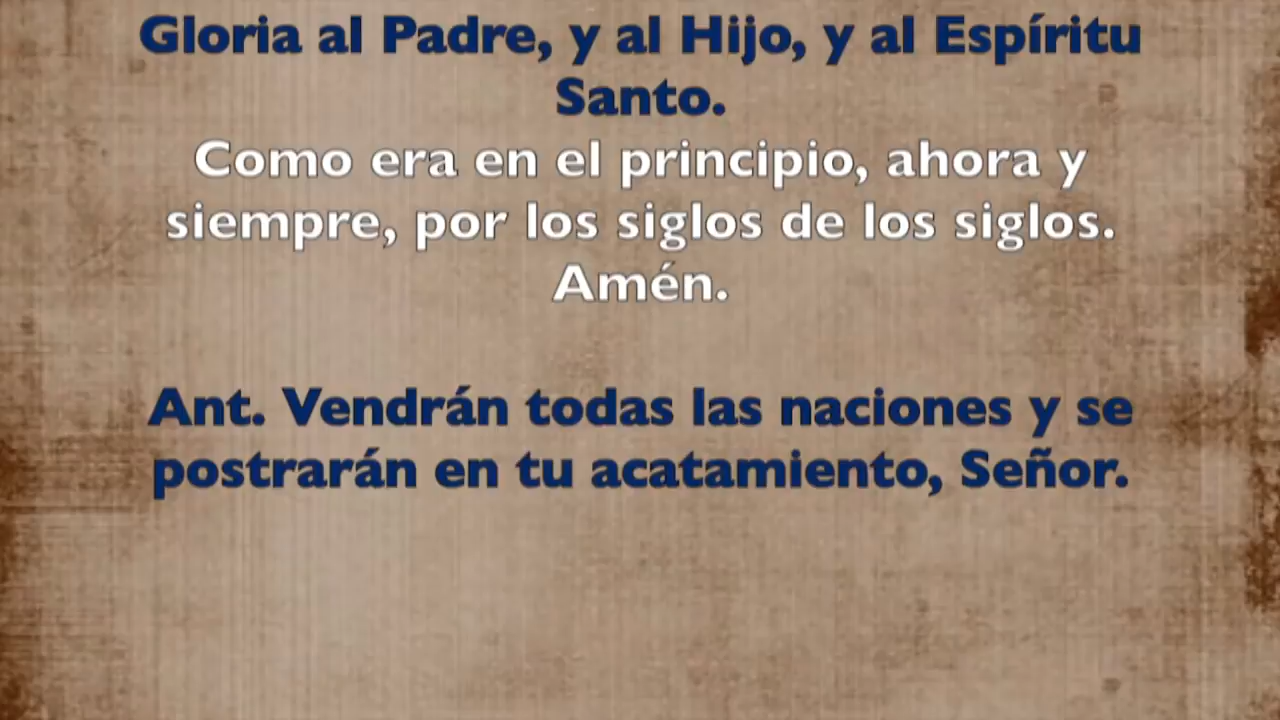 Gloria al Padre, y al Hijo, y al Espíritu
Santo.
Como era en el principio, ahora y
siempre, por los siglos de los siglos.
Amén.
Ant. Vendrán todas las naciones y se
postrarán en tu acatamiento, Señor.